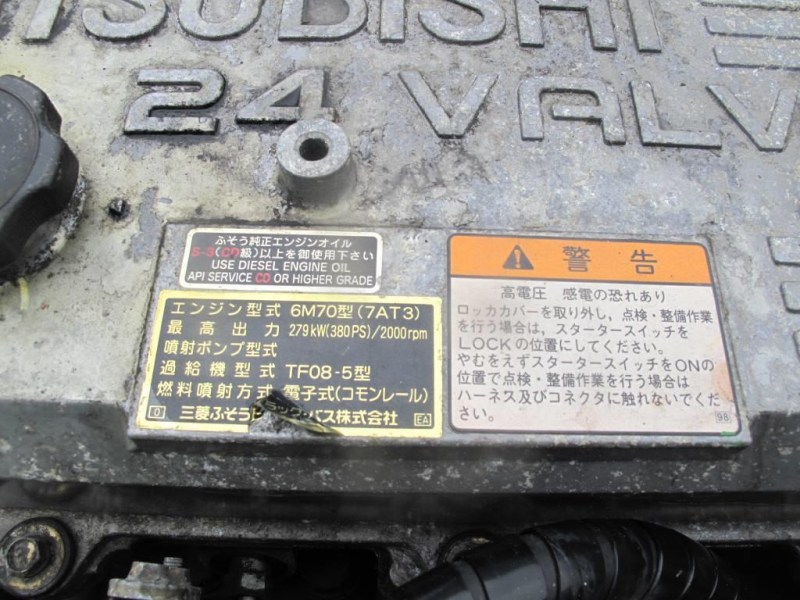 24 VALV
ふそう純正エンジンオイル
S-3(CD級)以上を御使用下さい
USE DIESEL ENGINE OIL
API SERVICE CD OR HIGHER GRADE
エンジン型式 6M70型(7AT3)
最高出力 279kW(380PS)/2000rpm
噴射ポンプ型式
過給機型式 TF08-5型
燃料噴射方式 電子式(コモンレール)
三菱ふそう バス株式会社
EA
警告
高電圧 感電の恐れあり
ロッカカバーを取り外し,点検・整備作業
を行う場合は,スタータースイッチを
LOCKの位置にしてください。
やむをえずスタータースイッチをONの
位置で点検・整備作業を行う場合は
ハーネス及びコネクタに触れないでくだ
さい。
98